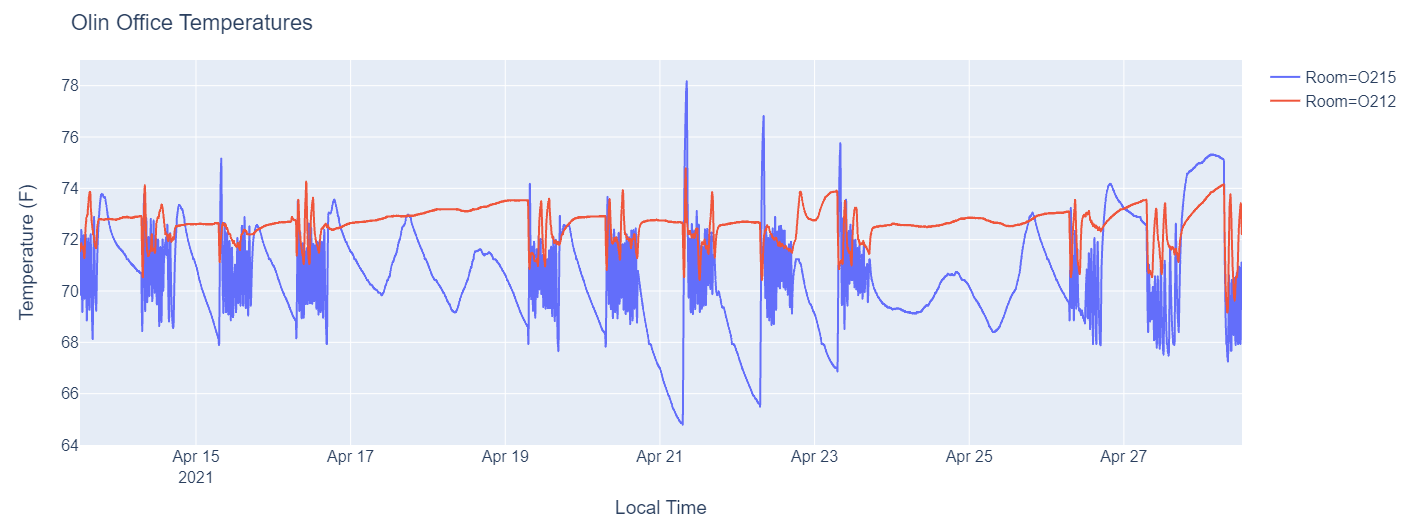 Olin Office Temperatures
78
76
74
72
70
68
66
64
Temperature (F)
Apr 15
2021
Apr 17
Apr 19
Apr 21
Apr 23
Apr 25
Apr 27
Local Time
Room=O215
Room=O212